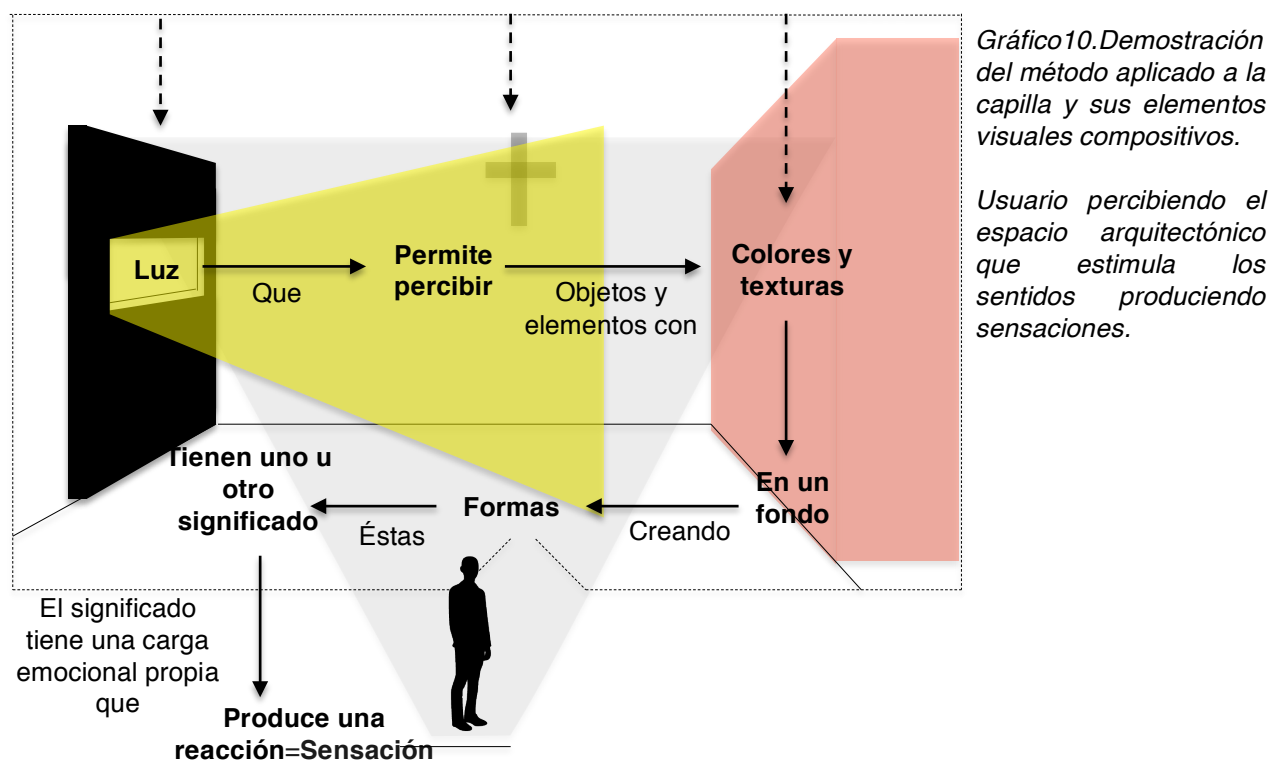 Gráfico10.Demostración
del método aplicado a la
capilla y sus elementos
visuales compositivos.
Usuario percibiendo el
espacio arquitectónico
que estimula los
sentidos produciendo
sensaciones.
Luz
Que
Permite
percibir
Objetos y
elementos con
Colores y
texturas
En un
fondo
Creando
Formas
Éstas
Tienen uno u
otro
significado
El significado
tiene una carga
emocional propia
que
Produce una
reacción=Sensación